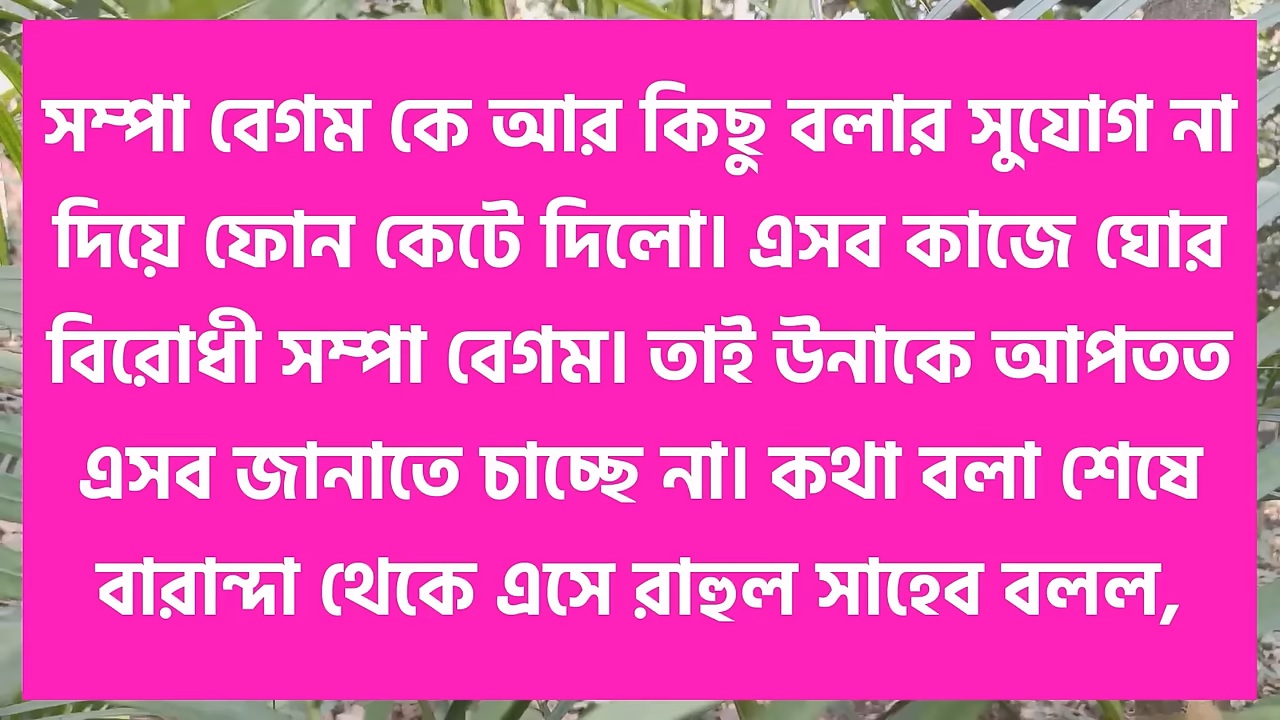 সম্পা বেগম কে আর কিছু বলার সুযোগ না
দিয়ে ফোন কেটে দিলো। এসব কাজে ঘোর
বিরোধী সম্পা বেগম। তাই উনাকে আপতত
এসব জানাতে চাচ্ছে না। কথা বলা শেষে
বারান্দা থেকে এসে রাহুল সাহেব বলল,